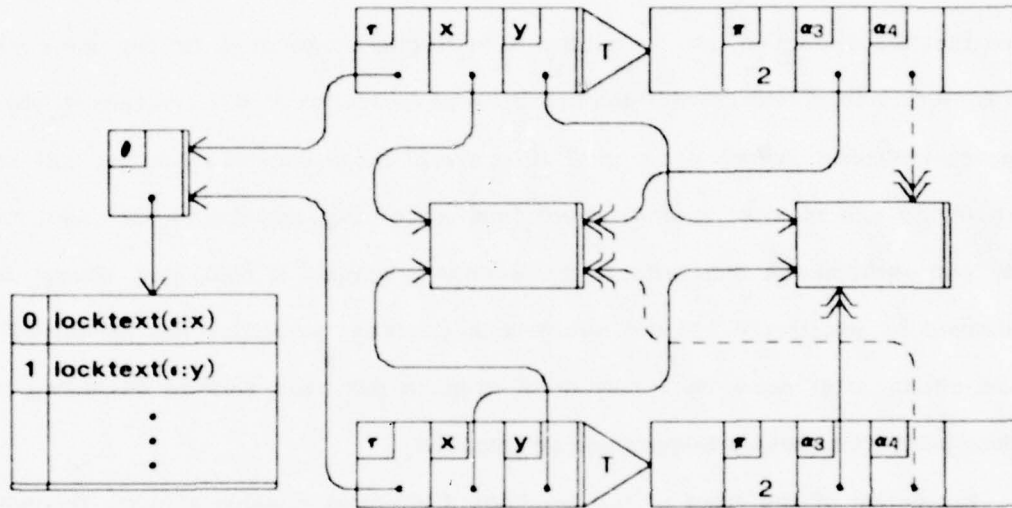 τ x y T π α3 α4
2
θ
0 locktext(ε:x)
1 locktext(ε:y)
τ x y T π α3 α4
2